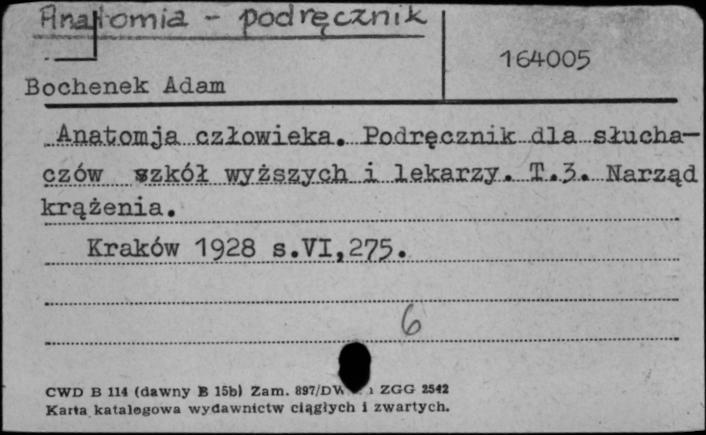 Anatomia - podręcznik
164005
Bochenek Adam
Anatomja człowieka. Podręcznik dla słucha-
czów szkół wyższych i lekarzy. T.3. Narząd
krążenia.
Kraków 1928 s.VI,275.
6
CWD B 114 (dawny B 15b) Zam. 897/DW ZGG 2542
Karta katalogowa wydawnictw ciągłych i zwartych.